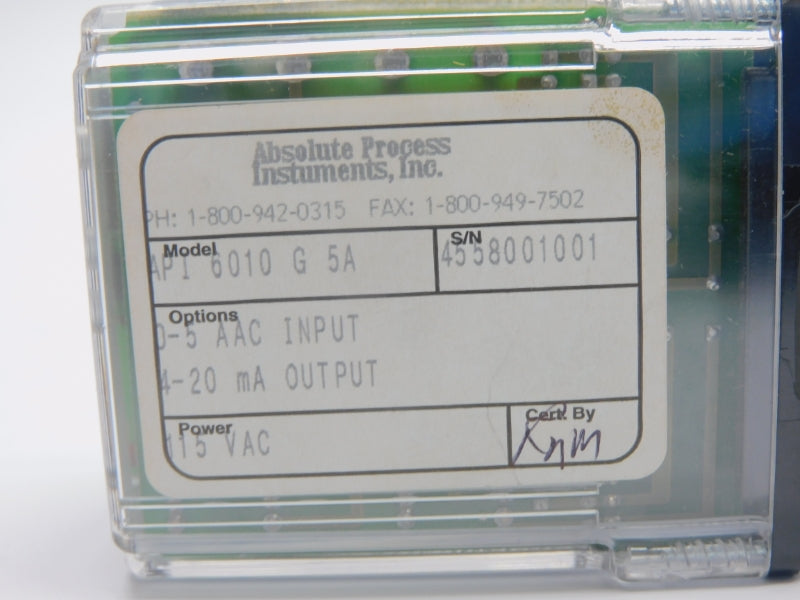 Absolute Process
Instuments, Inc.
PH: 1-800-942-0315 FAX: 1-800-949-7502
Model
API 6010 G 5A
S/N
4558001001
Options
0-5 AAC INPUT
4-20 mA OUTPUT
Power
115 VAC
Cert. By